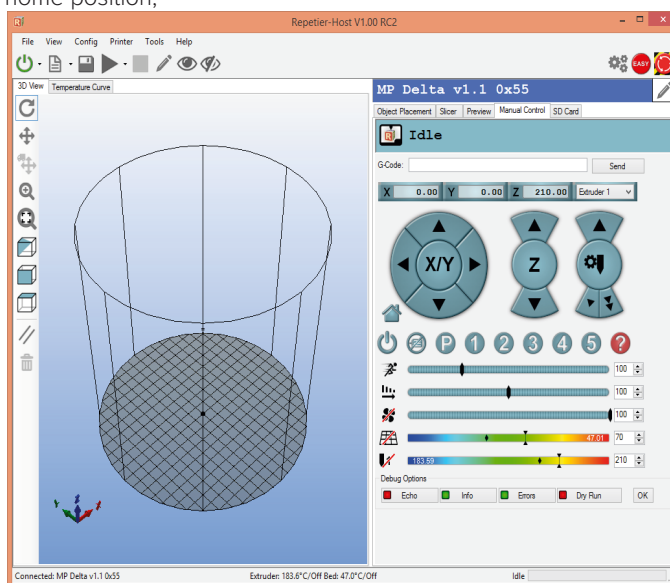 home position,
Repetier-Host V1.00 RC2
File View Config Printer Tools Help
EASY
3D View Temperature Curve
MP Delta v1.1 0x55
Object Placement Slicer Preview Manual Control SD Card
Idle
G-Code: Send
X 0.00 Y 0.00 Z 210.00 Extruder 1
X/Y Z
P 1 2 3 4 5 ?
100
100
100
47.01 70
183.59 210
Debug Options
Echo Info Errors Dry Run OK
Connected: MP Delta v1.1 0x55 Extruder: 183.6°C/Off Bed: 47.0°C/Off Idle